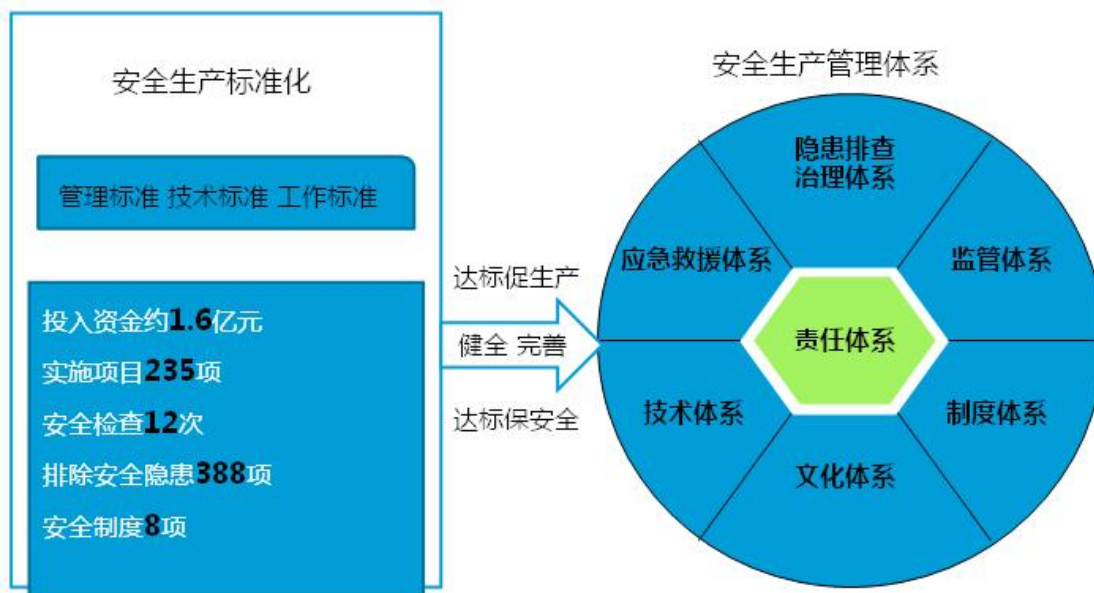 安全生产标准化
管理标准 技术标准 工作标准
投入资金约1.6亿元
实施项目235项
安全检查12次
排除安全隐患388项
安全制度8项
达标促生产
健全 完善
达标保安全
安全生产管理体系
隐患排查
治理体系
应急救援体系
监管体系
责任体系
技术体系
制度体系
文化体系